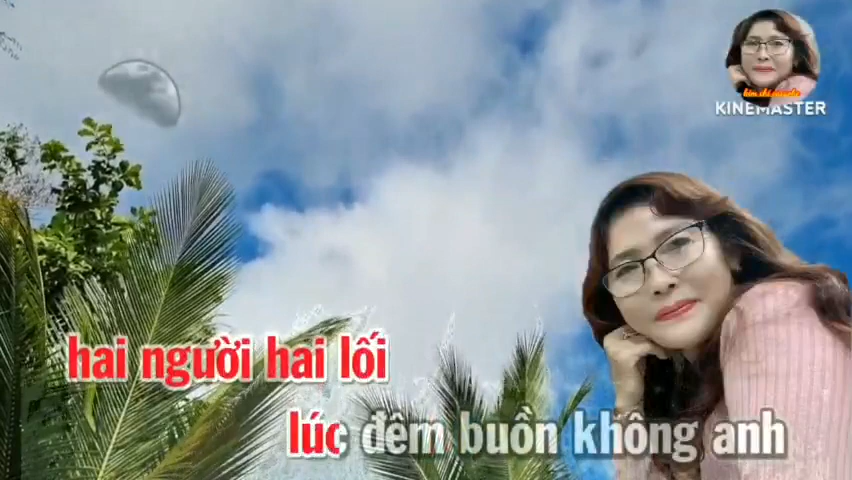 KINEMASTER
hai người hai lối
lúc đêm buồn không anh